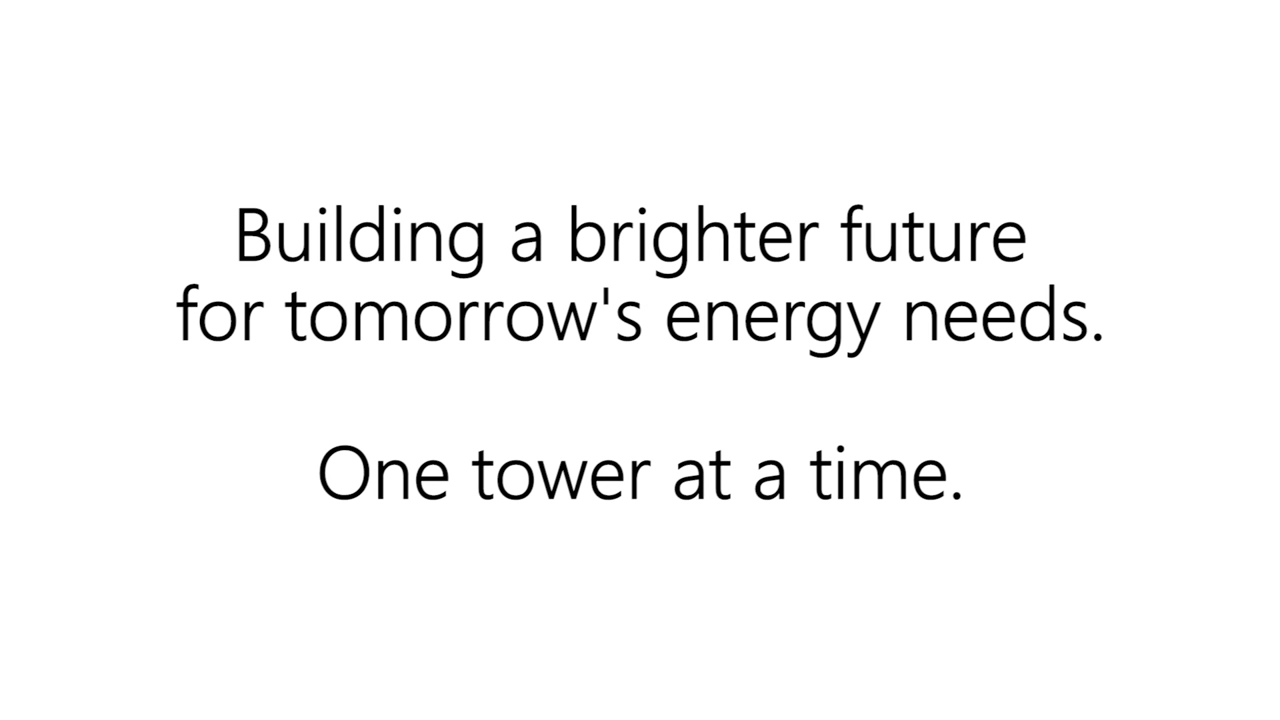 Building a brighter future
for tomorrow's energy needs.
One tower at a time.